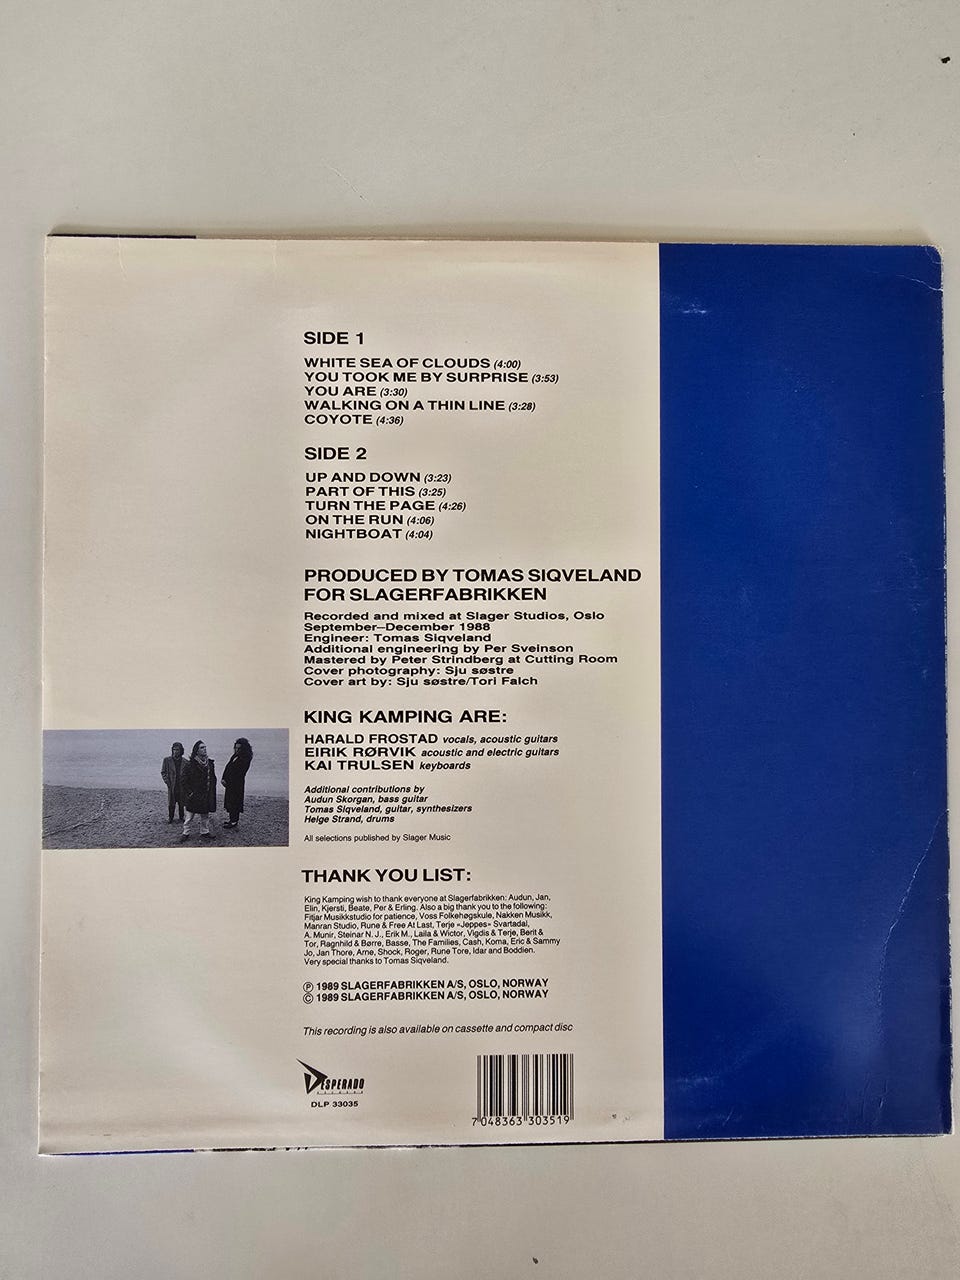 SIDE 1
WHITE SEA OF CLOUDS (4:00)
YOU TOOK ME BY SURPRISE (3:53)
YOU ARE (3:30)
WALKING ON A THIN LINE (3:28)
COYOTE (4:36)
SIDE 2
UP AND DOWN (3:23)
PART OF THIS (3:25)
TURN THE PAGE (4:26)
ON THE RUN (4:06)
NIGHTBOAT (4:04)
PRODUCED BY TOMAS SIQVELAND
FOR SLAGERFABRIKKEN
Recorded and mixed at Slager Studios, Oslo
September–December 1988
Engineer: Tomas Siqveland
Additional engineering by Per Sveinson
Mastered by Peter Strindberg at Cutting Room
Cover photography: Sju søstre
Cover art by: Sju søstre/Tori Falch
KING KAMPING ARE:
HARALD FROSTAD vocals, acoustic guitars
EIRIK RØRVIK acoustic and electric guitars
KAI TRULSEN keyboards
Additional contributions by
Audun Skorgan, bass guitar
Tomas Siqveland, guitar, synthesizers
Helge Strand, drums
All selections published by Slager Music
THANK YOU LIST:
King Kamping wish to thank everyone at Slagerfabrikken: Audun, Jan,
Elin, Kjersti, Beate, Per & Erling. Also a big thank you to the following:
Fitjar Musikkstudio for patience, Voss Folkehøgskule, Nakken Musikk,
Manran Studio, Rune & Free At Last, Terje «Jeppe» Svartadal,
A. Munir, Steinar N. J., Erik M., Laila & Wictor, Vigdis & Terje, Berit &
Tor, Ragnhild & Børre, Basse, The Families, Cash, Koma, Eric & Sammy
Jo, Jan Thore, Arne, Shock, Roger, Rune Tore, Idar and Boddien.
Very special thanks to Tomas Siqveland.
℗ 1989 SLAGERFABRIKKEN A/S, OSLO, NORWAY
© 1989 SLAGERFABRIKKEN A/S, OSLO, NORWAY
This recording is also available on cassette and compact disc
DESPERADO
RECORDS
DLP 33035
7 048363 303519